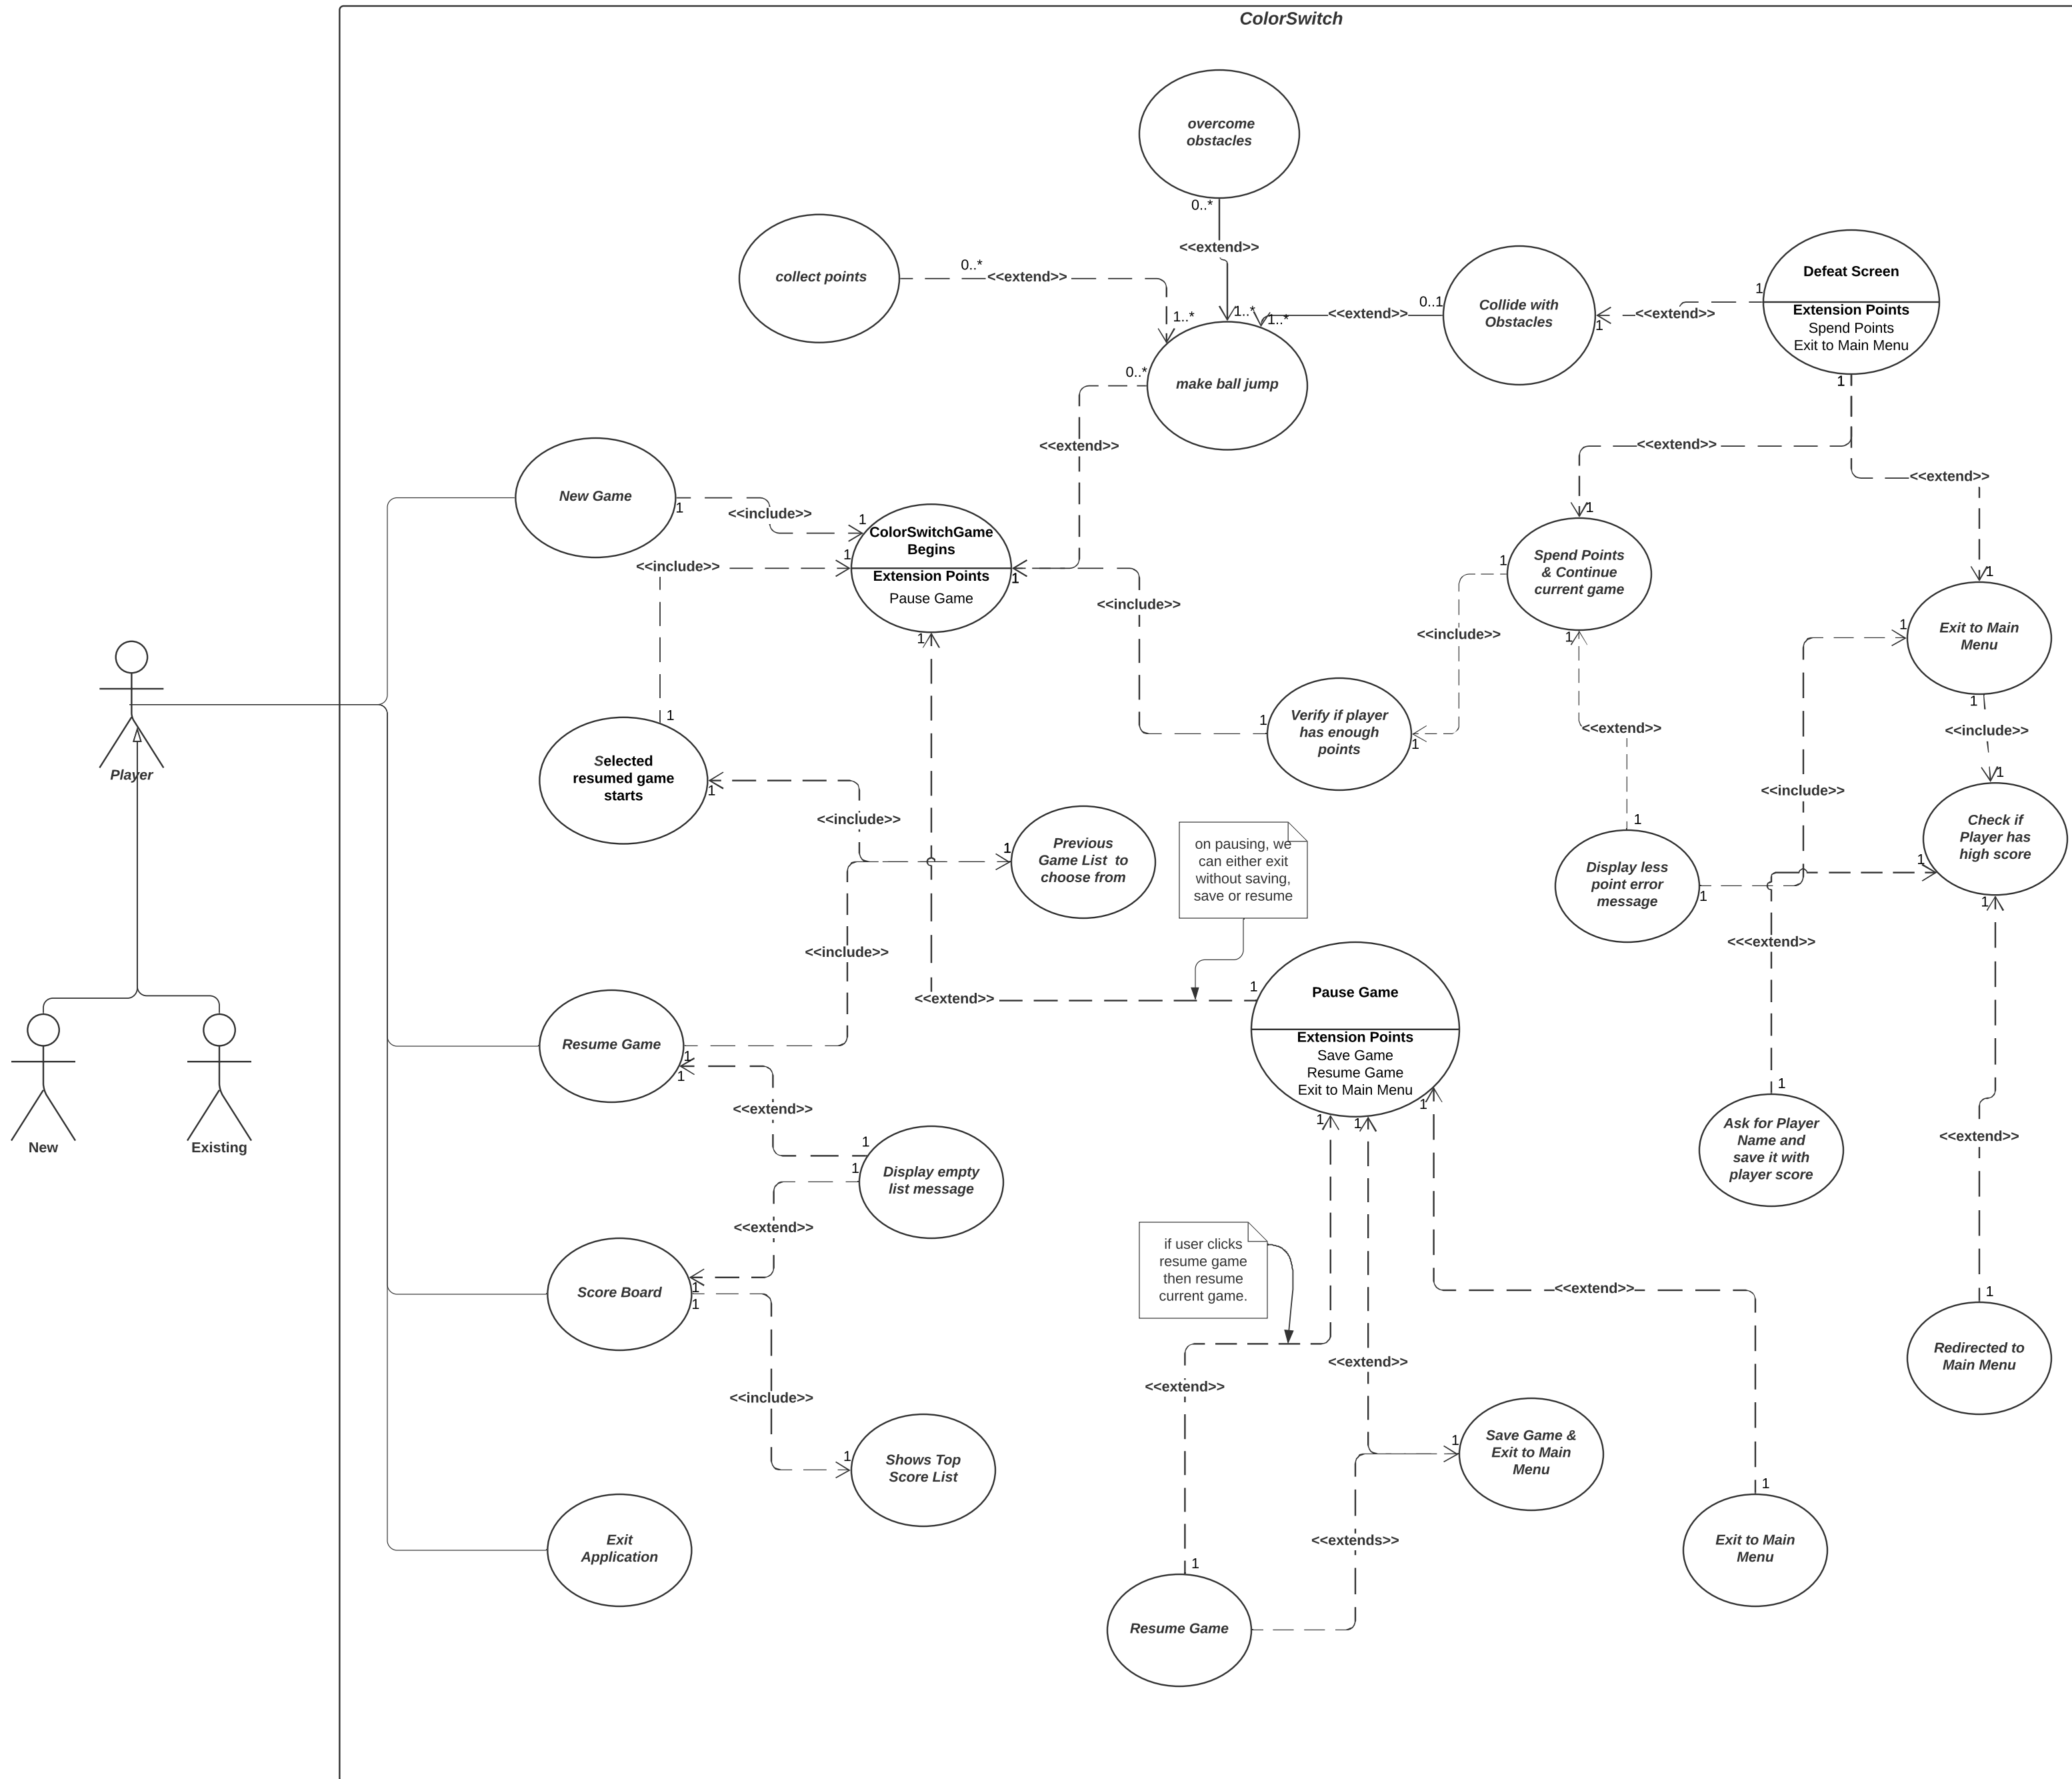 ColorSwitch
overcome
obstacles
0..*
<<extend>>
collect points
0..*
<<extend>>
1..*
1..*
1..*
<<extend>>
0..1
Collide with
Obstacles
1
<<extend>>
1
Defeat Screen
Extension Points
Spend Points
Exit to Main Menu
1
make ball jump
0..*
<<extend>>
<<extend>>
<<extend>>
New Game
1
<<include>>
1
ColorSwitchGame
Begins
Extension Points
Pause Game
1
<<include>>
1
1
<<include>>
1
Spend Points
& Continue
current game
1
<<include>>
1
1
Exit to Main
Menu
1
1
<<include>>
1
Player
1
Selected
resumed game
starts
1
<<include>>
1
Verify if player
has enough
points
1
<<extend>>
1
<<include>>
Check if
Player has
high score
1
1
Previous
Game List  to
choose from
1
on pausing, we
can either exit
without saving,
save or resume
Display less
point error
message
1
<<<extend>>
<<include>>
<<extend>>
1
Pause Game
Extension Points
Save Game
Resume Game
Exit to Main Menu
1
1
1
Resume Game
1
1
<<extend>>
1
1
Display empty
list message
<<extend>>
New
Existing
1
Ask for Player
Name and
save it with
player score
<<extend>>
1
Redirected to
Main Menu
if user clicks
resume game
then resume
current game.
Score Board
1
1
<<include>>
1
Shows Top
Score List
<<extend>>
<<extend>>
<<extend>>
1
Save Game &
Exit to Main
Menu
1
Exit to Main
Menu
<<extends>>
Exit
Application
1
Resume Game